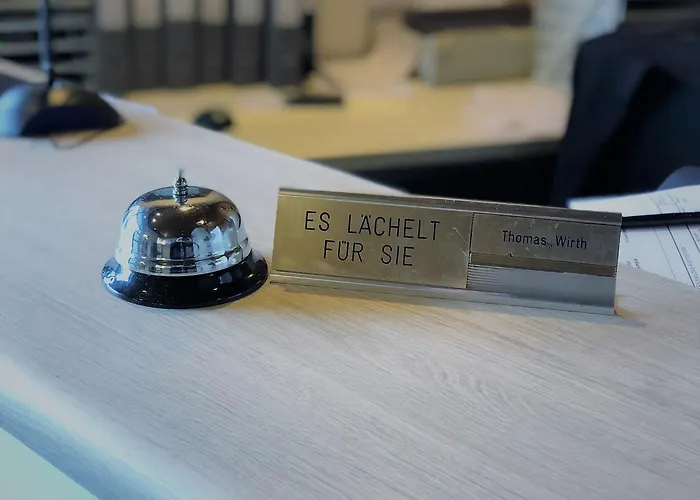 ES LÄCHELT
FÜR SIE
Thomas Wirth